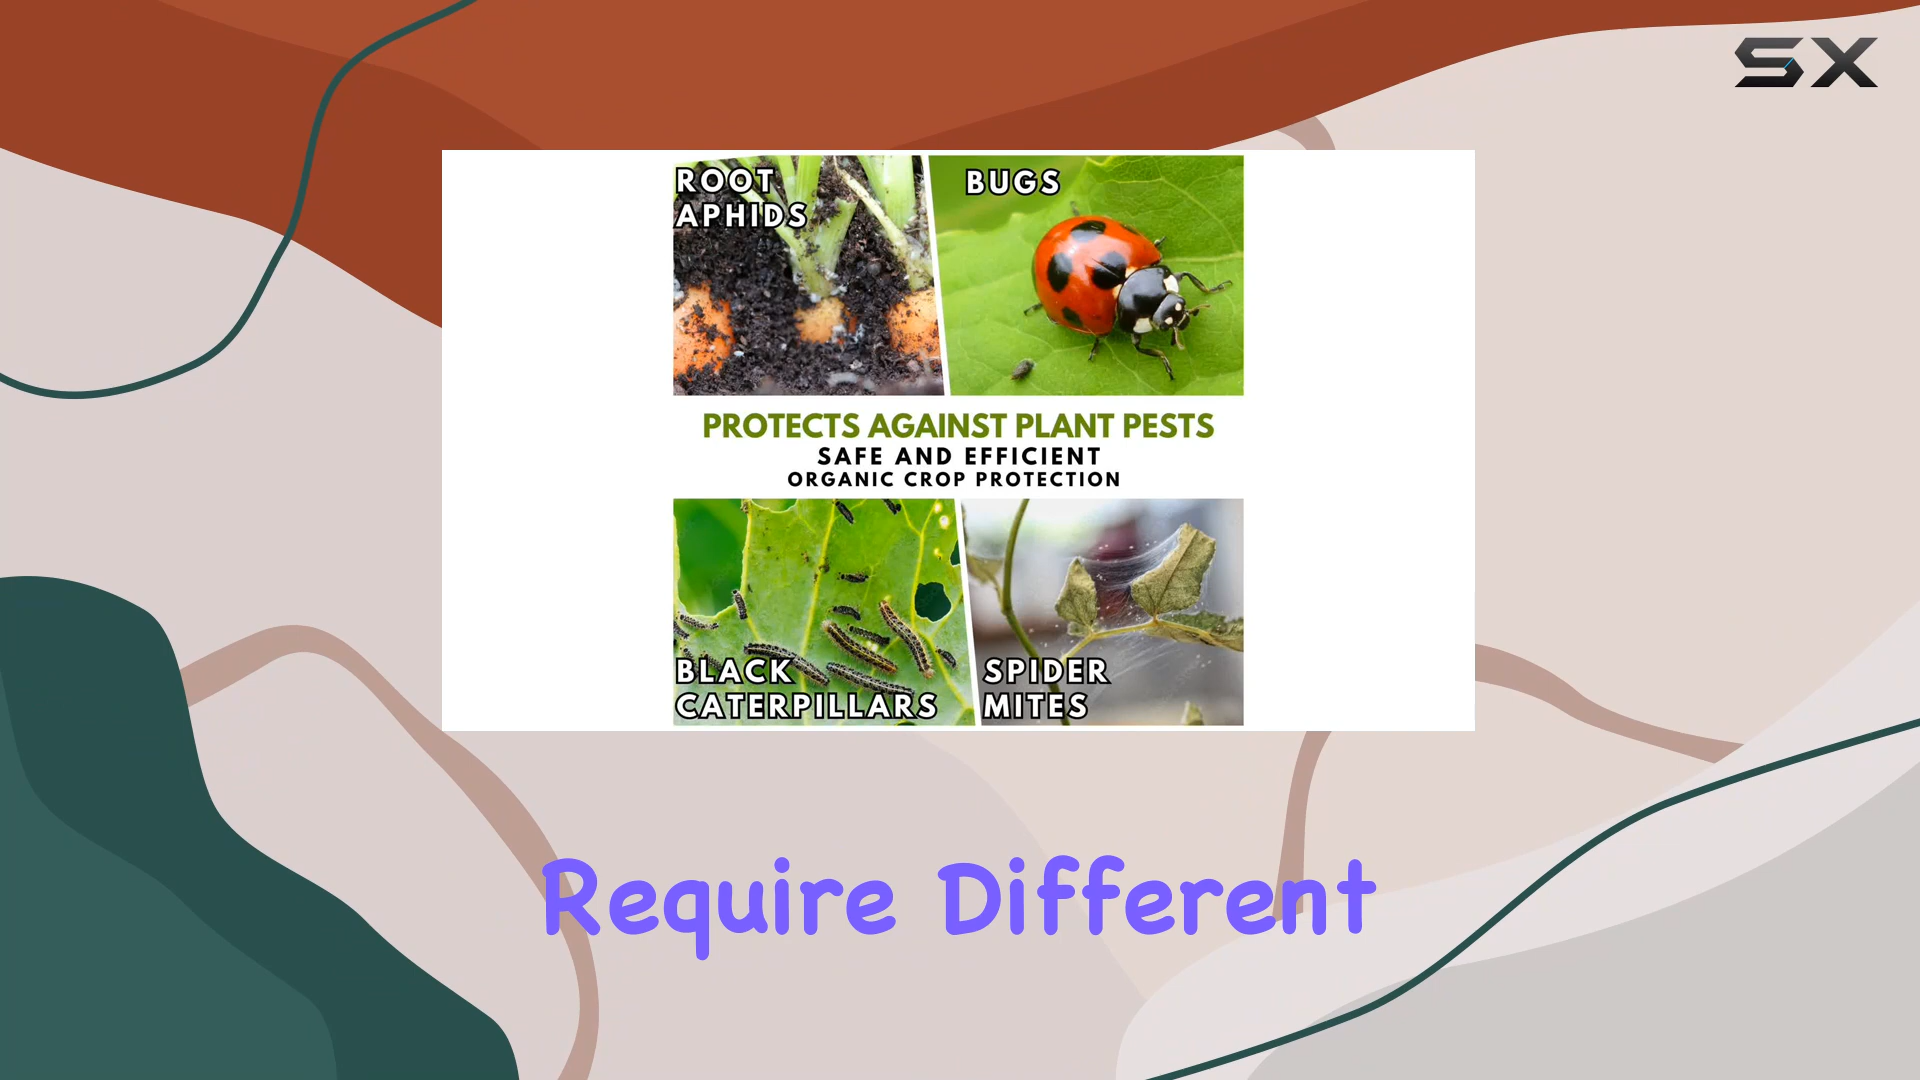 SX
ROOT
APHIDS
BUGS
PROTECTS AGAINST PLANT PESTS
SAFE AND EFFICIENT
ORGANIC CROP PROTECTION
BLACK
CATERPILLARS
SPIDER
MITES
Require Different